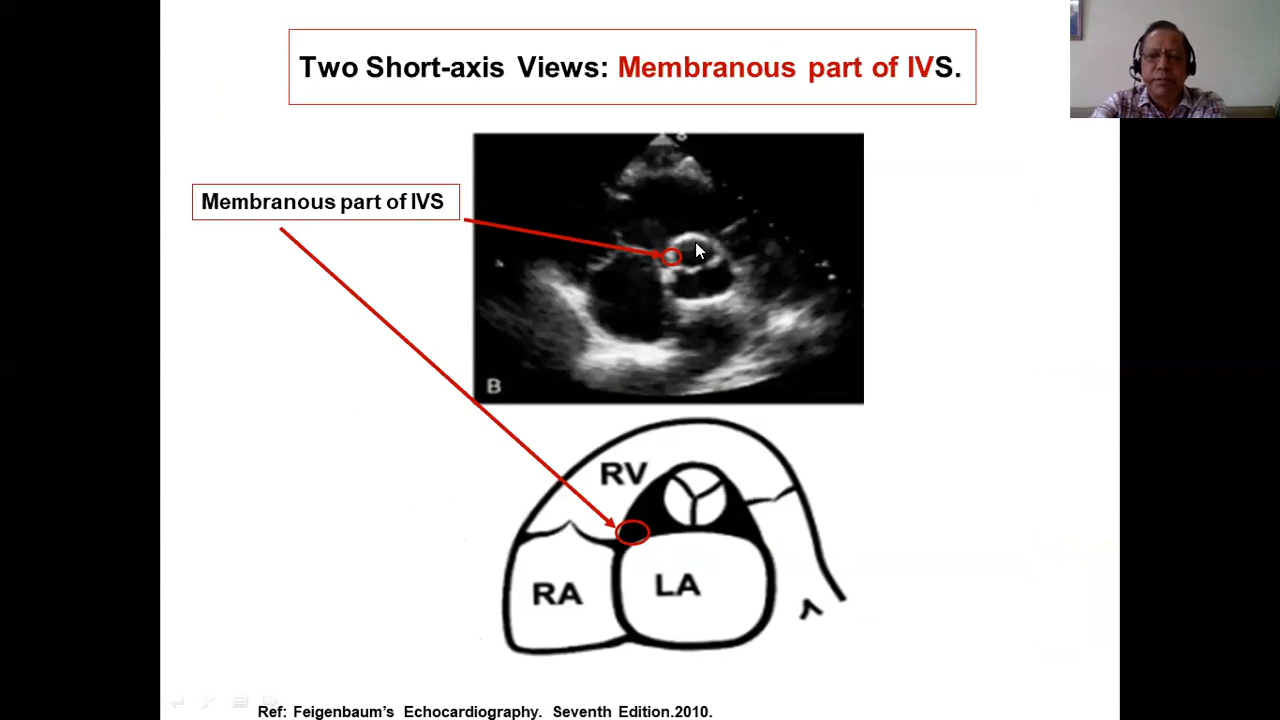 Two Short-axis Views: Membranous part of IVS.
Membranous part of IVS
B
RV
RA
LA
Ref: Feigenbaum's Echocardiography. Seventh Edition.2010.